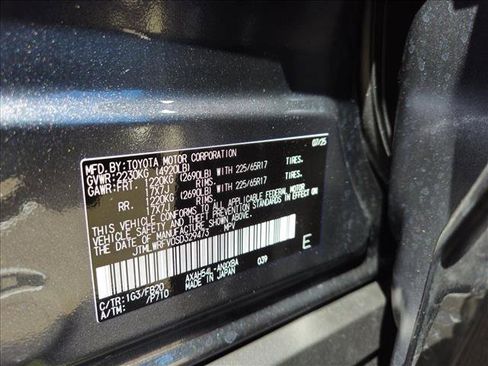 MFD. BY: TOYOTA MOTOR CORPORATION 07/25
GVWR: 2230KG (4920LB)
GAWR: FRT. 1220KG (2690LB) WITH 225/65R17 TIRES.
17X7J RIMS
RR. 1220KG (2690LB) WITH 225/65R17 TIRES.
17X7J RIMS
THIS VEHICLE CONFORMS TO ALL APPLICABLE FEDERAL MOTOR
VEHICLE SAFETY AND THEFT PREVENTION STANDARDS IN EFFECT ON
THE DATE OF MANUFACTURE SHOWN ABOVE.
JTMLWRFV0SD329473 MPV
E
C/TR: 1G3/FB20 039
A/TM: /P710 MADE IN JAPAN